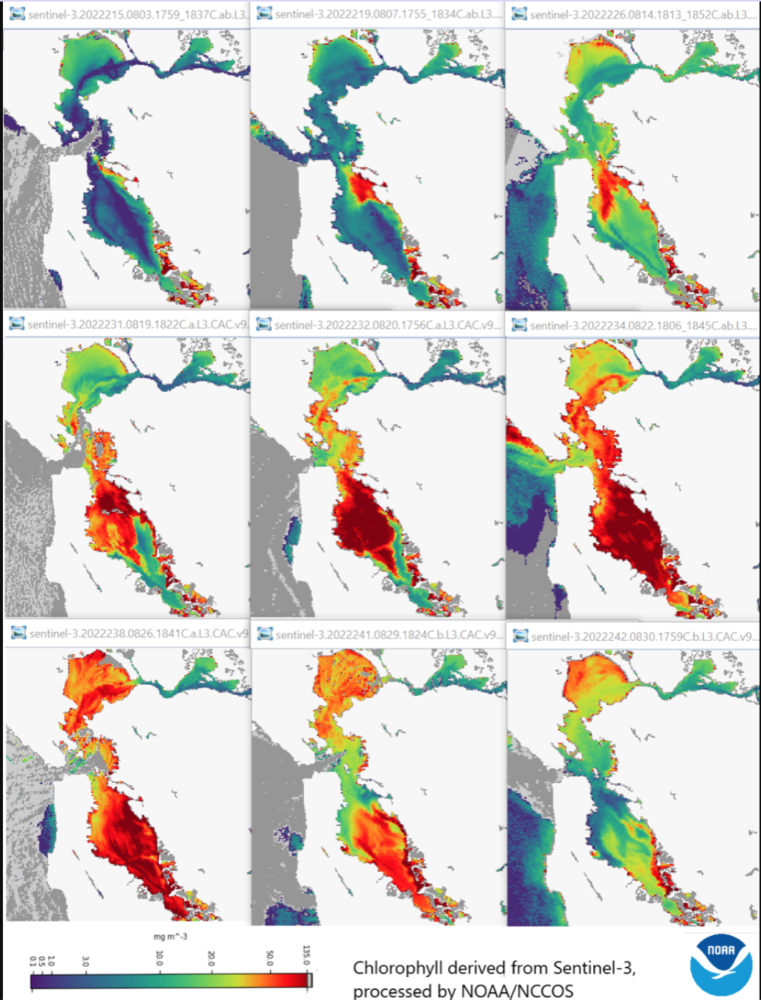 sentinel-3.2022215.0803.1759_1837C.ab.L3....
sentinel-3.2022219.0807.1755_1834C.ab.L3....
sentinel-3.2022226.0814.1813_1852C.ab.L3....
sentinel-3.2022231.0819.1822C.a.L3.CAC.v9.
sentinel-3.2022232.0820.1756C.a.L3.CAC.v9...
sentinel-3.2022234.0822.1806_1845C.ab.L3....
sentinel-3.2022238.0826.1841C.a.L3.CAC.v9
sentinel-3.2022241.0829.1824C.b.L3.CAC.v9...
sentinel-3.2022242.0830.1759C.b.L3.CAC.v9...
mg m^-3
0.1 0.5 1.0 3.0 10.0 20.0 50.0 135.0
Chlorophyll derived from Sentinel-3,
processed by NOAA/NCCOS
NOAA